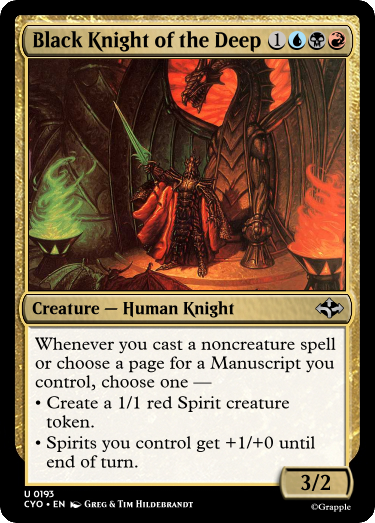 Black Knight of the Deep 1
Creature — Human Knight
Whenever you cast a noncreature spell
or choose a page for a Manuscript you
control, choose one —
• Create a 1/1 red Spirit creature
token.
• Spirits you control get +1/+0 until
end of turn.
3/2
U 0193
CYO • EN Greg & Tim Hildebrandt
©Grapple